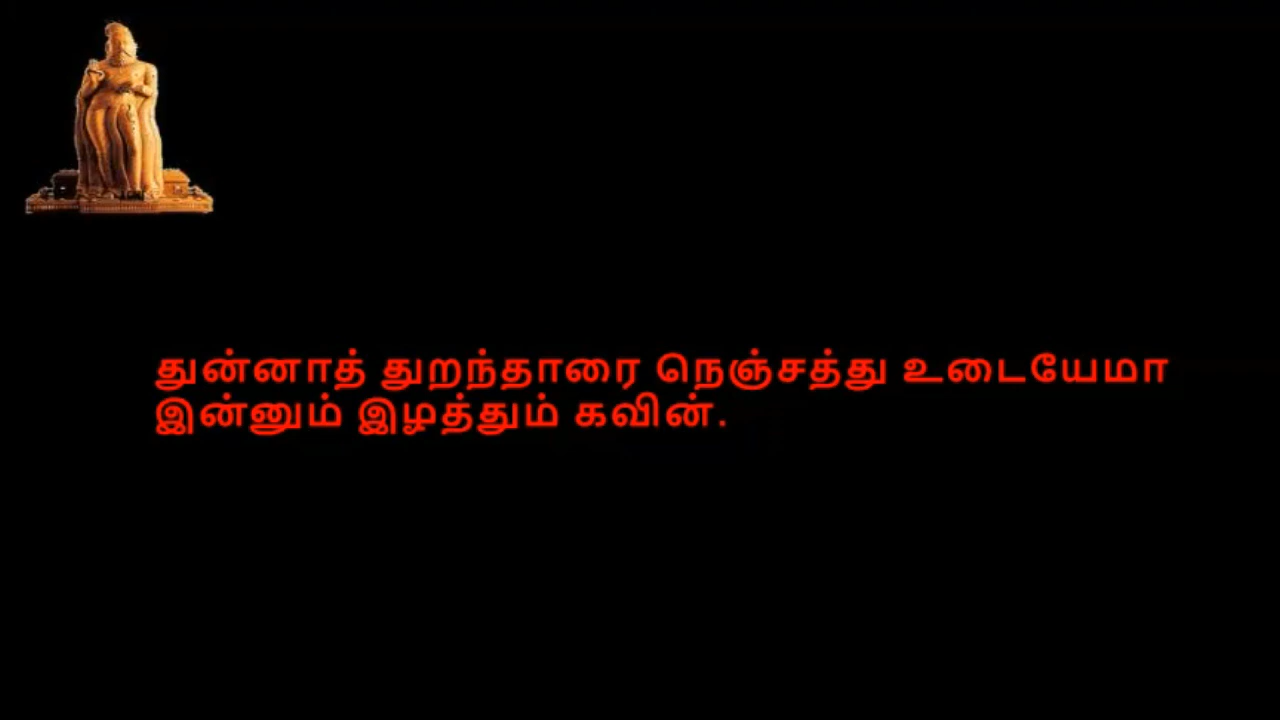 துன்னாத் துறந்தாரை நெஞ்சத்து உடையேமா
இன்னும் இழத்தும் கவின்.